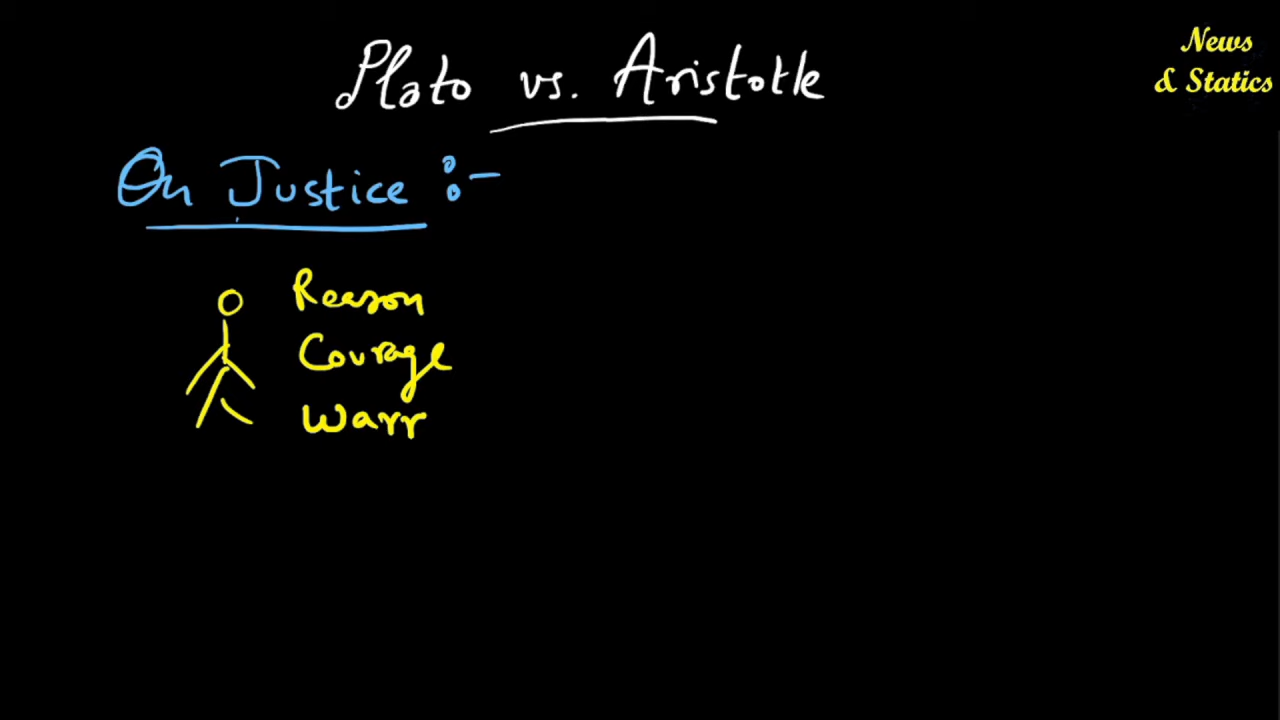 Plato vs. Aristotle
News
& Statics
On Justice :-
Reason
Courage
Warr